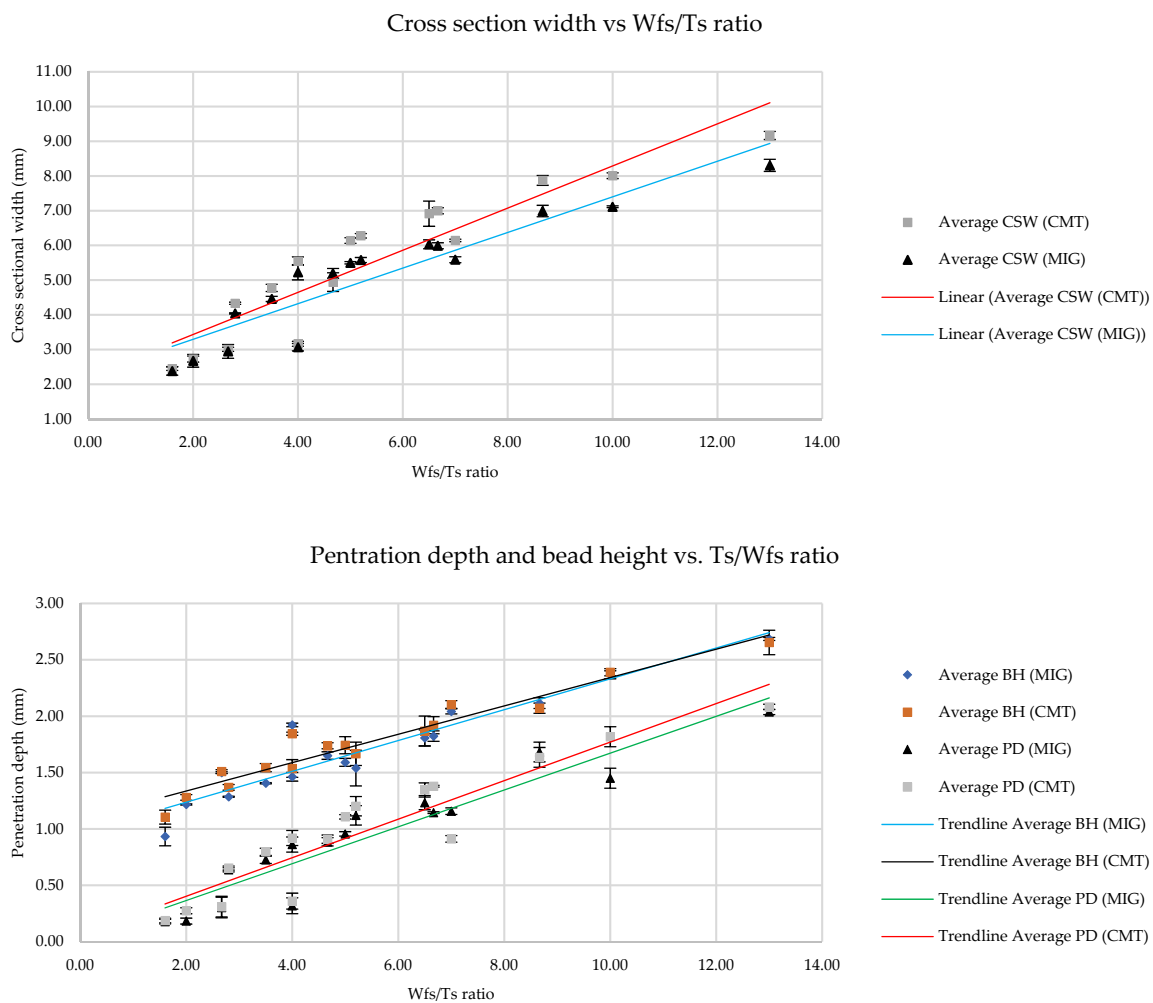 Cross section width vs Wfs/Ts ratio
11.00
10.00
9.00
8.00
7.00
6.00
5.00
4.00
3.00
2.00
1.00
Cross sectional width (mm)
0.00 2.00 4.00 6.00 8.00 10.00 12.00 14.00
Wfs/Ts ratio
Average CSW (CMT)
Average CSW (MIG)
Linear (Average CSW (CMT))
Linear (Average CSW (MIG))
Pentration depth and bead height vs. Ts/Wfs ratio
3.00
2.50
2.00
1.50
1.00
0.50
0.00
Penetration depth (mm)
0.00 2.00 4.00 6.00 8.00 10.00 12.00 14.00
Wfs/Ts ratio
Average BH (MIG)
Average BH (CMT)
Average PD (MIG)
Average PD (CMT)
Trendline Average BH (MIG)
Trendline Average BH (CMT)
Trendline Average PD (MIG)
Trendline Average PD (CMT)